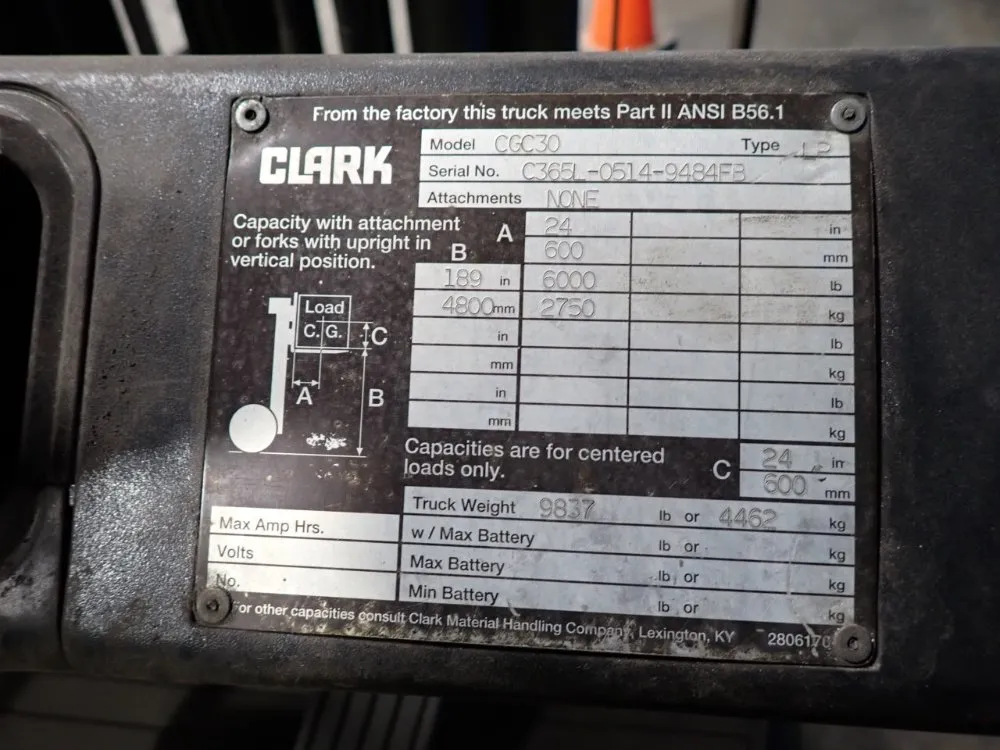 From the factory this truck meets Part II ANSI B56.1
CLARK
Model CGC30 Type LP
Serial No. C365L-0514-9484FB
Attachments NONE
Capacity with attachment
or forks with upright in
vertical position.
A 24 in
600 mm
B
189 in 6000 lb
4800mm 2750 kg
in lb
mm kg
in lb
mm kg
Load
C. G.
C
A
B
Capacities are for centered
loads only.
C 24 in
600 mm
Truck Weight 9837 lb or 4462 kg
w / Max Battery lb or kg
Max Battery lb or kg
Min Battery lb or kg
Max Amp Hrs.
Volts
No.
For other capacities consult Clark Material Handling Company, Lexington, KY 2806170